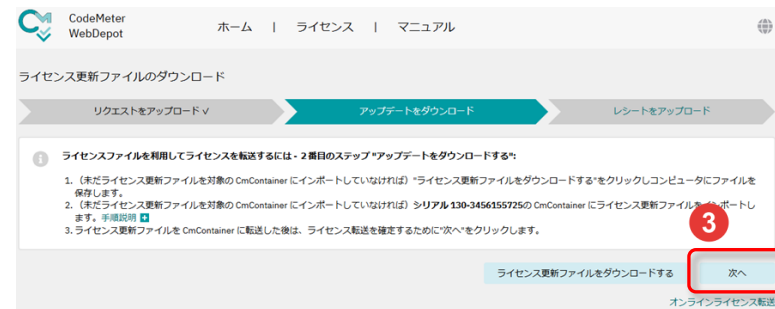 CodeMeter
WebDepot
ホーム | ライセンス | マニュアル
ライセンス更新ファイルのダウンロード
リクエストをアップロード √
アップデートをダウンロード
レシートをアップロード
ライセンスファイルを利用してライセンスを転送するには - 2 番目のステップ "アップデートをダウンロードする":
1. （未だライセンス更新ファイルを対象の CmContainer にインポートしていなければ）"ライセンス更新ファイルをダウンロードする"をクリックしコンピュータにファイルを
保存します。
2. （未だライセンス更新ファイルを対象の CmContainer にインポートしていなければ）シリアル 130-3456155725の CmContainer にライセンス更新ファイルをインポートし
ます。手順説明 +
3. ライセンス更新ファイルを CmContainer に転送した後は、ライセンス転送を確定するために"次へ"をクリックします。
3
ライセンス更新ファイルをダウンロードする
次へ
オンラインライセンス転送